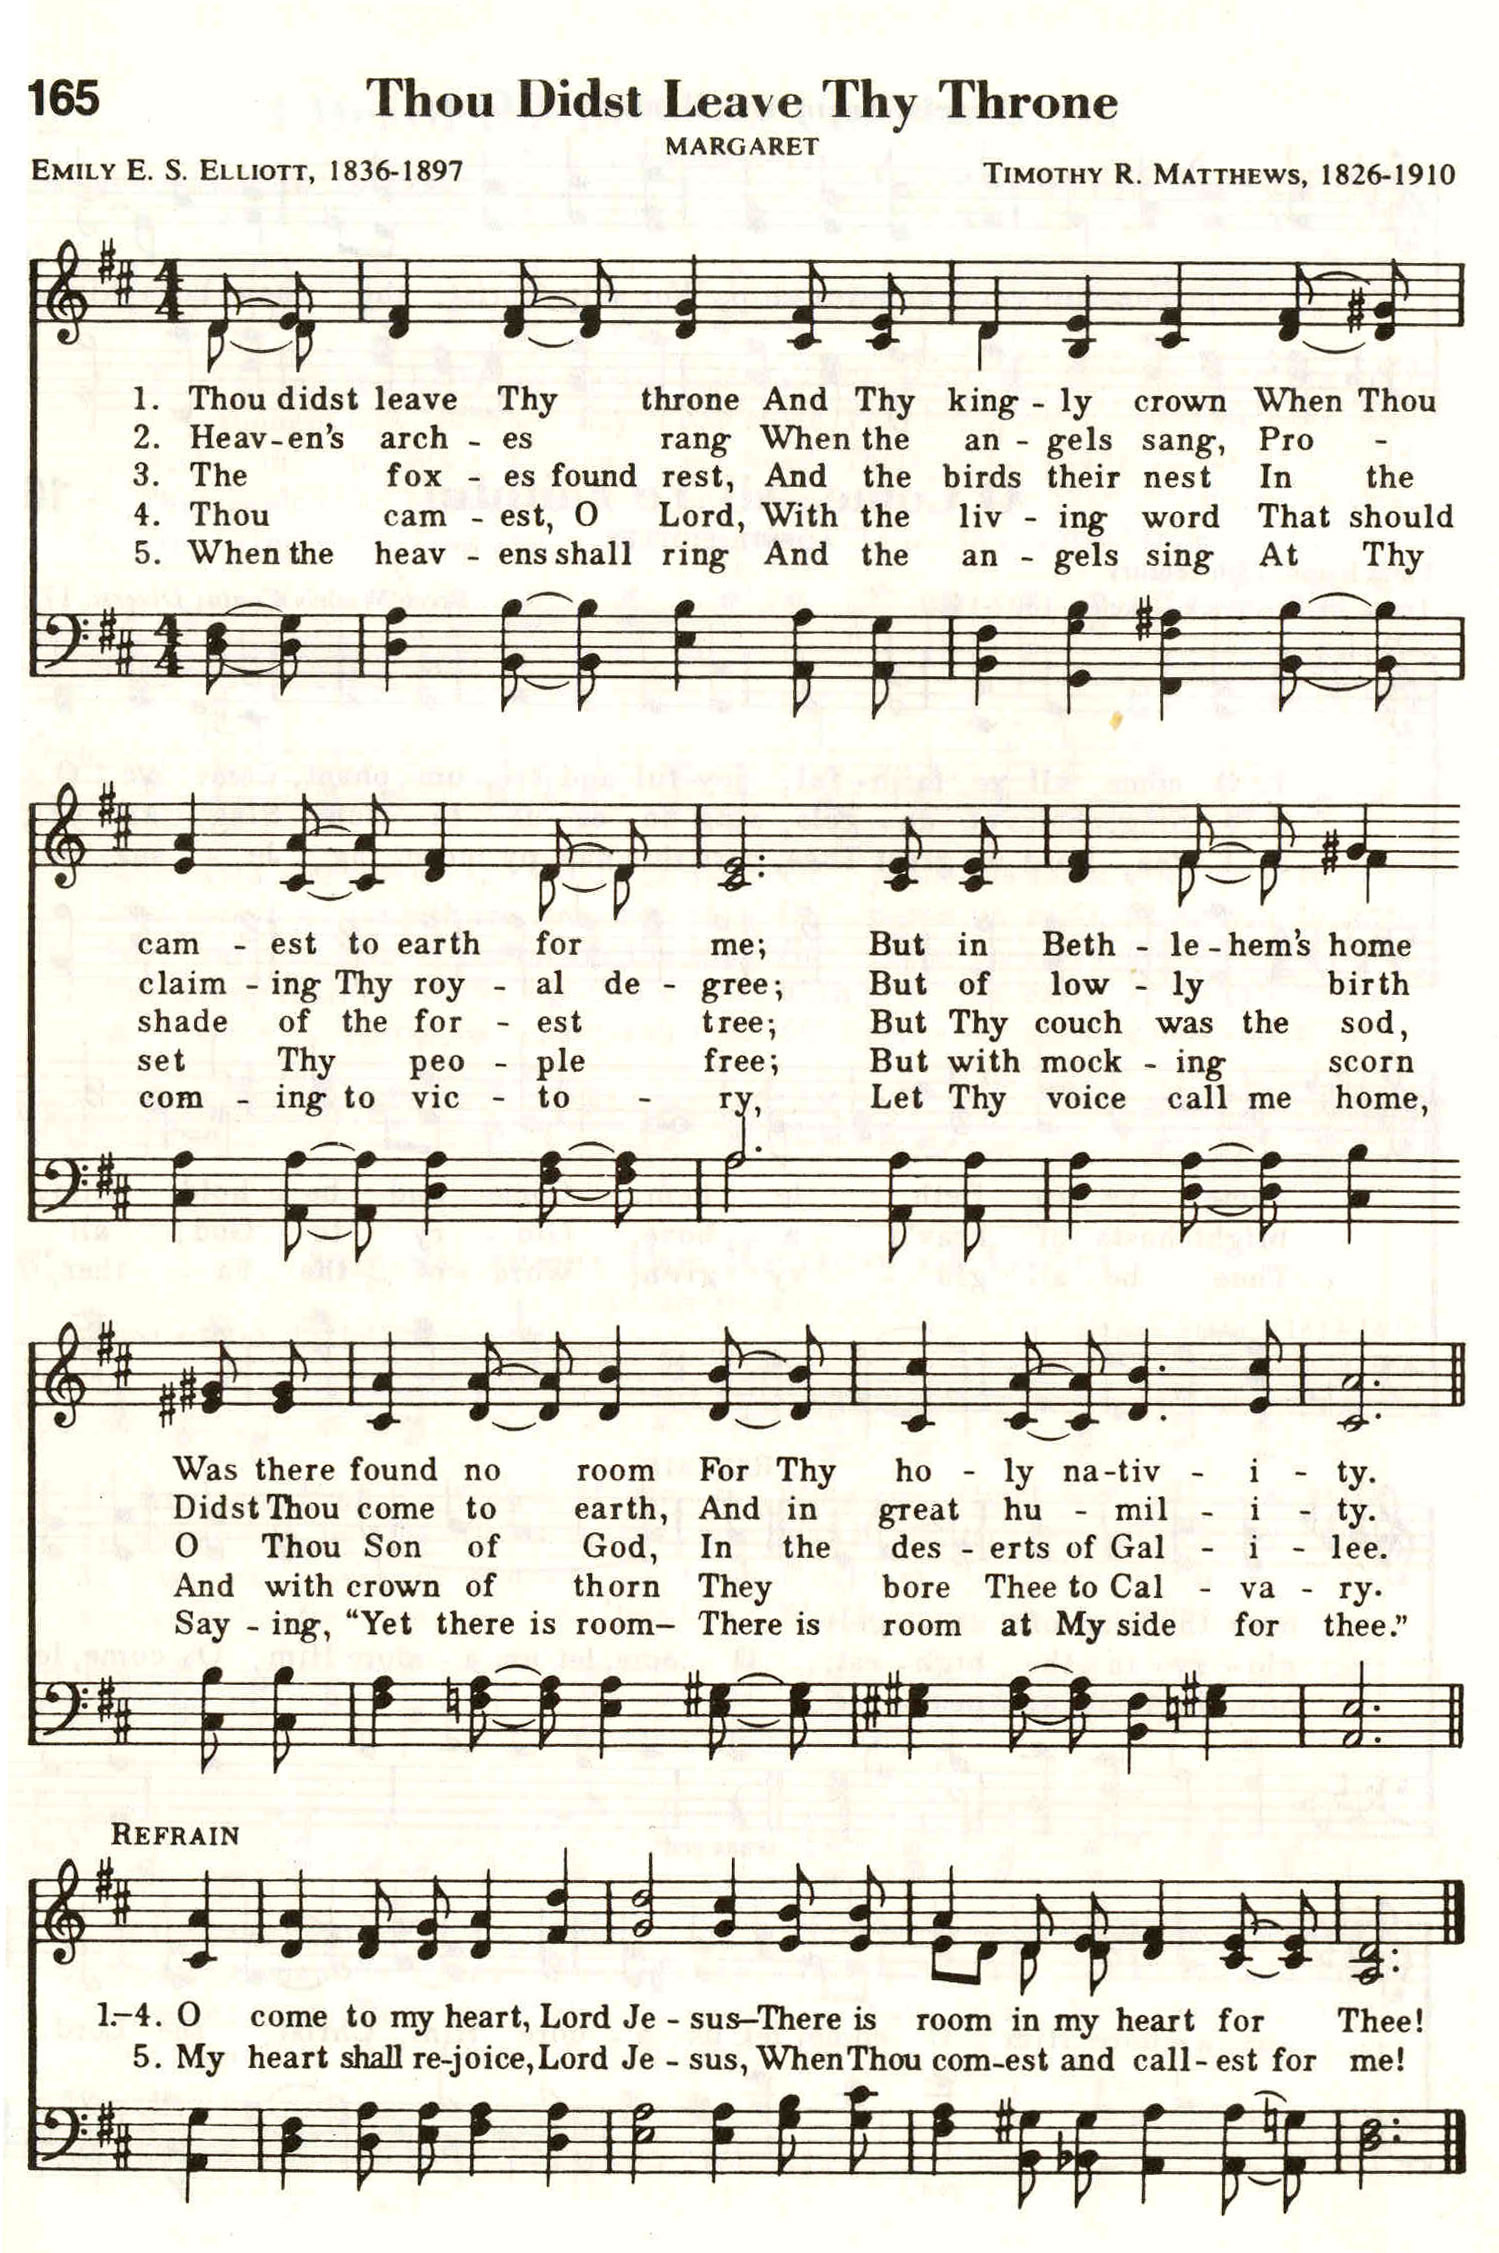 165 Thou Didst Leave Thy Throne
MARGARET
EMILY E. S. ELLIOTT, 1836-1897 TIMOTHY R. MATTHEWS, 1826-1910
1. Thou didst leave Thy throne And Thy king - ly crown When Thou
2. Heav-en's arch - es rang When the an - gels sang, Pro -
3. The fox - es found rest, And the birds their nest In the
4. Thou cam - est, O Lord, With the liv - ing word That should
5. When the heav - ens shall ring And the an - gels sing At Thy
cam - est to earth for me; But in Beth - le - hem's home
claim - ing Thy roy - al de - gree; But of low - ly birth
shade of the for - est tree; But Thy couch was the sod,
set Thy peo - ple free; But with mock - ing scorn
com - ing to vic - to - ry, Let Thy voice call me home,
Was there found no room For Thy ho - ly na-tiv - i - ty.
Didst Thou come to earth, And in great hu - mil - i - ty.
O Thou Son of God, In the des - erts of Gal - i - lee.
And with crown of thorn They bore Thee to Cal - va - ry.
Say - ing, “Yet there is room– There is room at My side for thee.”
REFRAIN
1.–4. O come to my heart, Lord Je - sus–There is room in my heart for Thee!
5. My heart shall re-joice, Lord Je - sus, When Thou com-est and call-est for me!